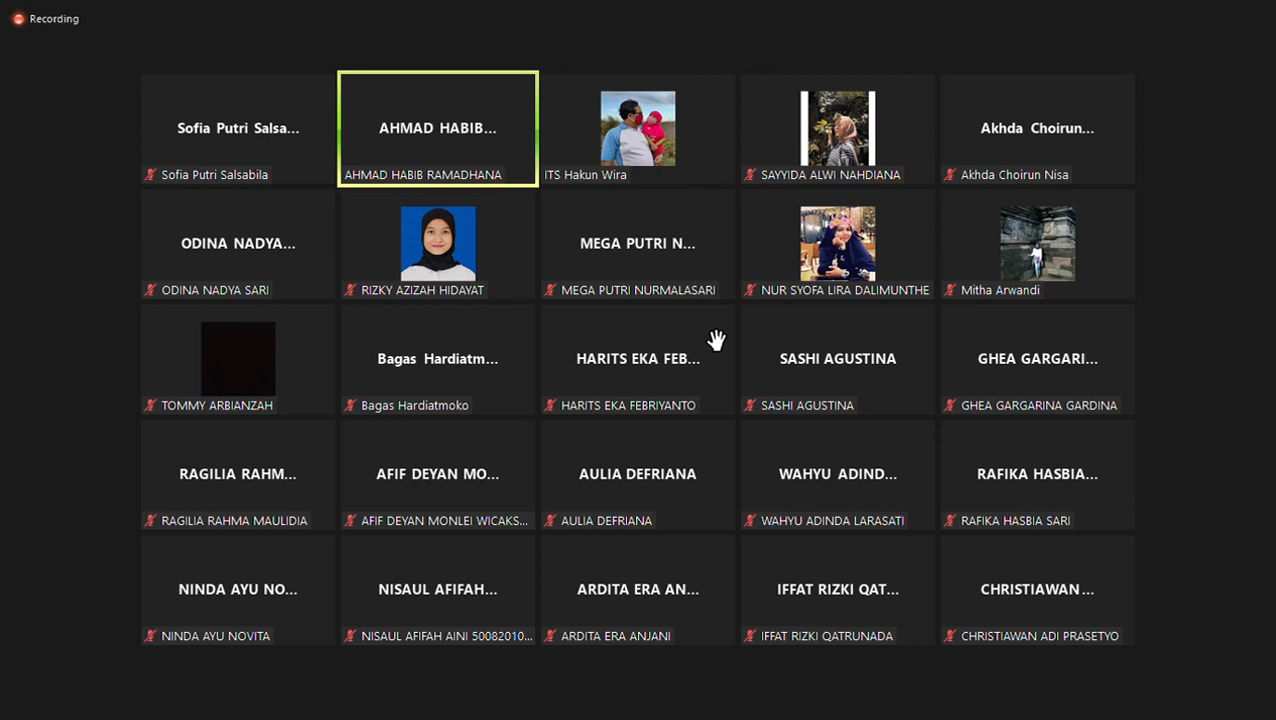 Recording
Sofia Putri Salsa...
AHMAD HABIB...
Akhda Choirun...
Sofia Putri Salsabila
AHMAD HABIB RAMADHANA
ITS Hakun Wira
SAYYIDA ALWI NAHDIANA
Akhda Choirun Nisa
ODINA NADYA...
MEGA PUTRI N...
ODINA NADYA SARI
RIZKY AZIZAH HIDAYAT
MEGA PUTRI NURMALASARI
NUR SYOFA LIRA DALIMUNTHE
Mitha Arwandi
Bagas Hardiatm...
HARITS EKA FEB...
SASHI AGUSTINA
GHEA GARGARI...
TOMMY ARBIANZAH
Bagas Hardiatmoko
HARITS EKA FEBRIYANTO
SASHI AGUSTINA
GHEA GARGARINA GARDINA
RAGILIA RAHM...
AFIF DEYAN MO...
AULIA DEFRIANA
WAHYU ADIND...
RAFIKA HASBIA...
RAGILIA RAHMA MAULIDIA
AFIF DEYAN MONLEI WICAKS...
AULIA DEFRIANA
WAHYU ADINDA LARASATI
RAFIKA HASBIA SARI
NINDA AYU NO...
NISAUL AFIFAH...
ARDITA ERA AN...
IFFAT RIZKI QAT...
CHRISTIAWAN ...
NINDA AYU NOVITA
NISAUL AFIFAH AINI 50082010...
ARDITA ERA ANJANI
IFFAT RIZKI QATRUNADA
CHRISTIAWAN ADI PRASETYO